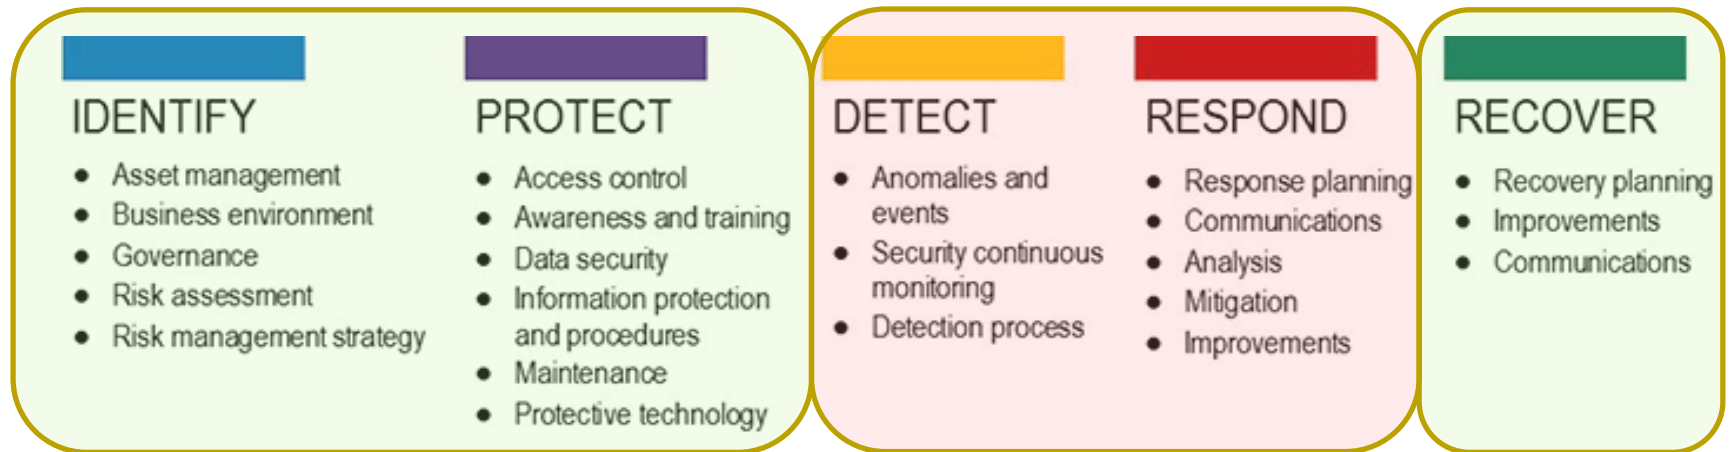 IDENTIFY
Asset management
Business environment
Governance
Risk assessment
Risk management strategy
PROTECT
Access control
Awareness and training
Data security
Information protection
and procedures
Maintenance
Protective technology
DETECT
Anomalies and
events
Security continuous
monitoring
Detection process
RESPOND
Response planning
Communications
Analysis
Mitigation
Improvements
RECOVER
Recovery planning
Improvements
Communications